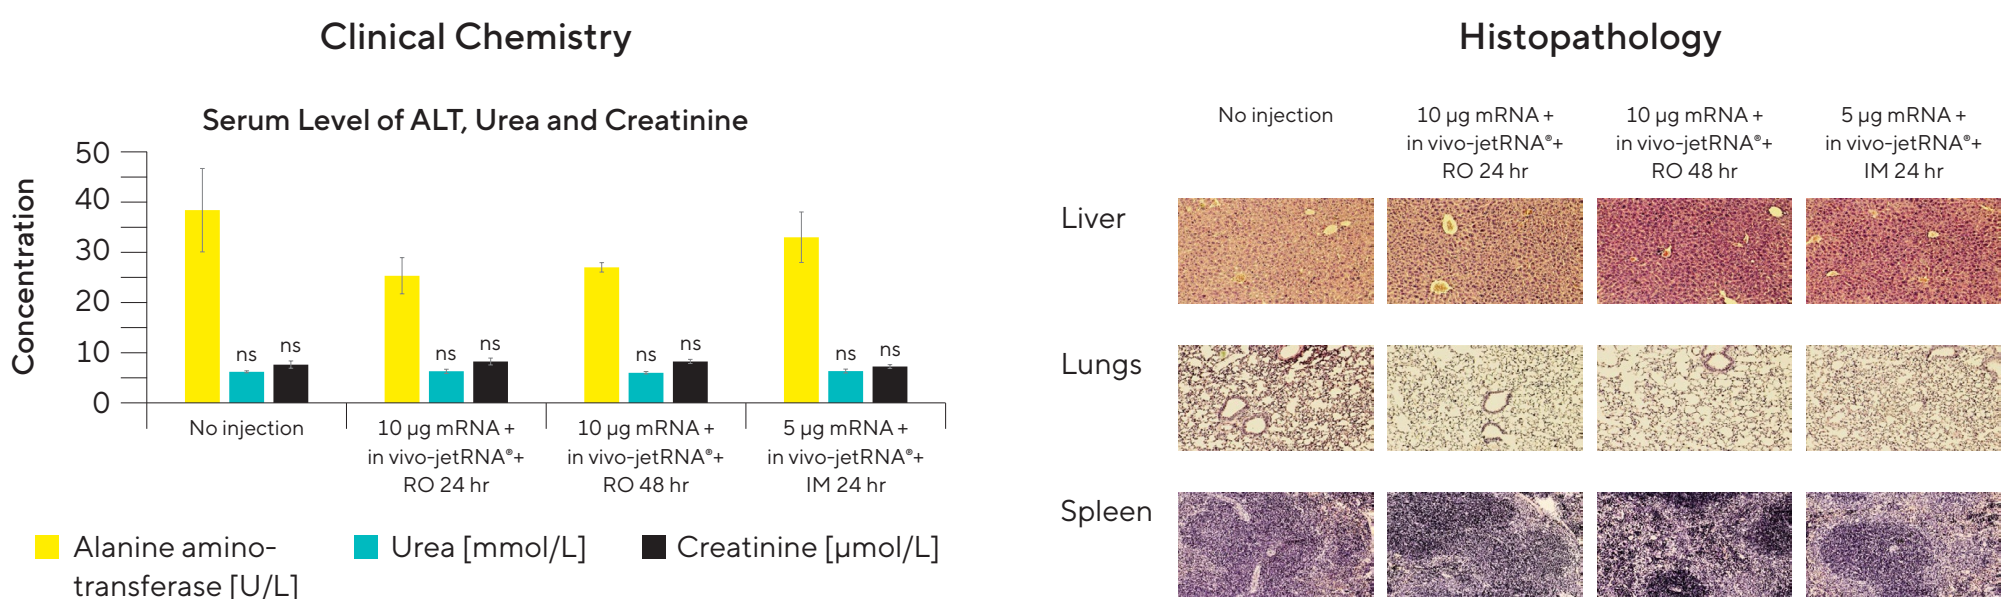 Clinical Chemistry
Serum Level of ALT, Urea and Creatinine
Concentration
50
40
30
20
10
0
ns
ns
ns
ns
ns
ns
ns
ns
No injection
10 µg mRNA +
in vivo-jetRNA®+
RO 24 hr
10 µg mRNA +
in vivo-jetRNA®+
RO 48 hr
5 µg mRNA +
in vivo-jetRNA®+
IM 24 hr
Alanine amino-
transferase [U/L]
Urea [mmol/L]
Creatinine [µmol/L]
Histopathology
No injection
10 µg mRNA +
in vivo-jetRNA®+
RO 24 hr
10 µg mRNA +
in vivo-jetRNA®+
RO 48 hr
5 µg mRNA +
in vivo-jetRNA®+
IM 24 hr
Liver
Lungs
Spleen